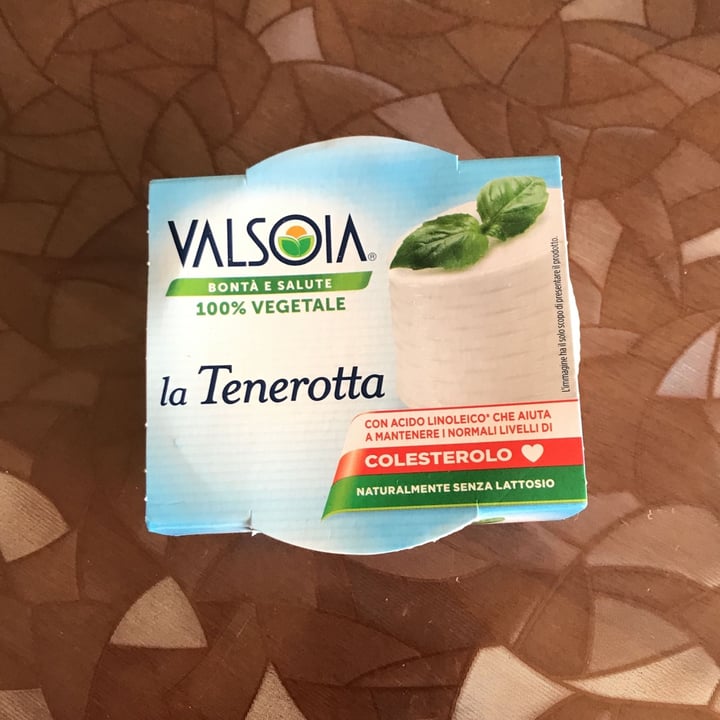 VALSOIA®
BONTÀ E SALUTE
100% VEGETALE
la Tenerotta
CON ACIDO LINOLEICO* CHE AIUTA
A MANTENERE I NORMALI LIVELLI DI
COLESTEROLO
NATURALMENTE SENZA LATTOSIO
L'immagine ha il solo scopo di presentare il prodotto.